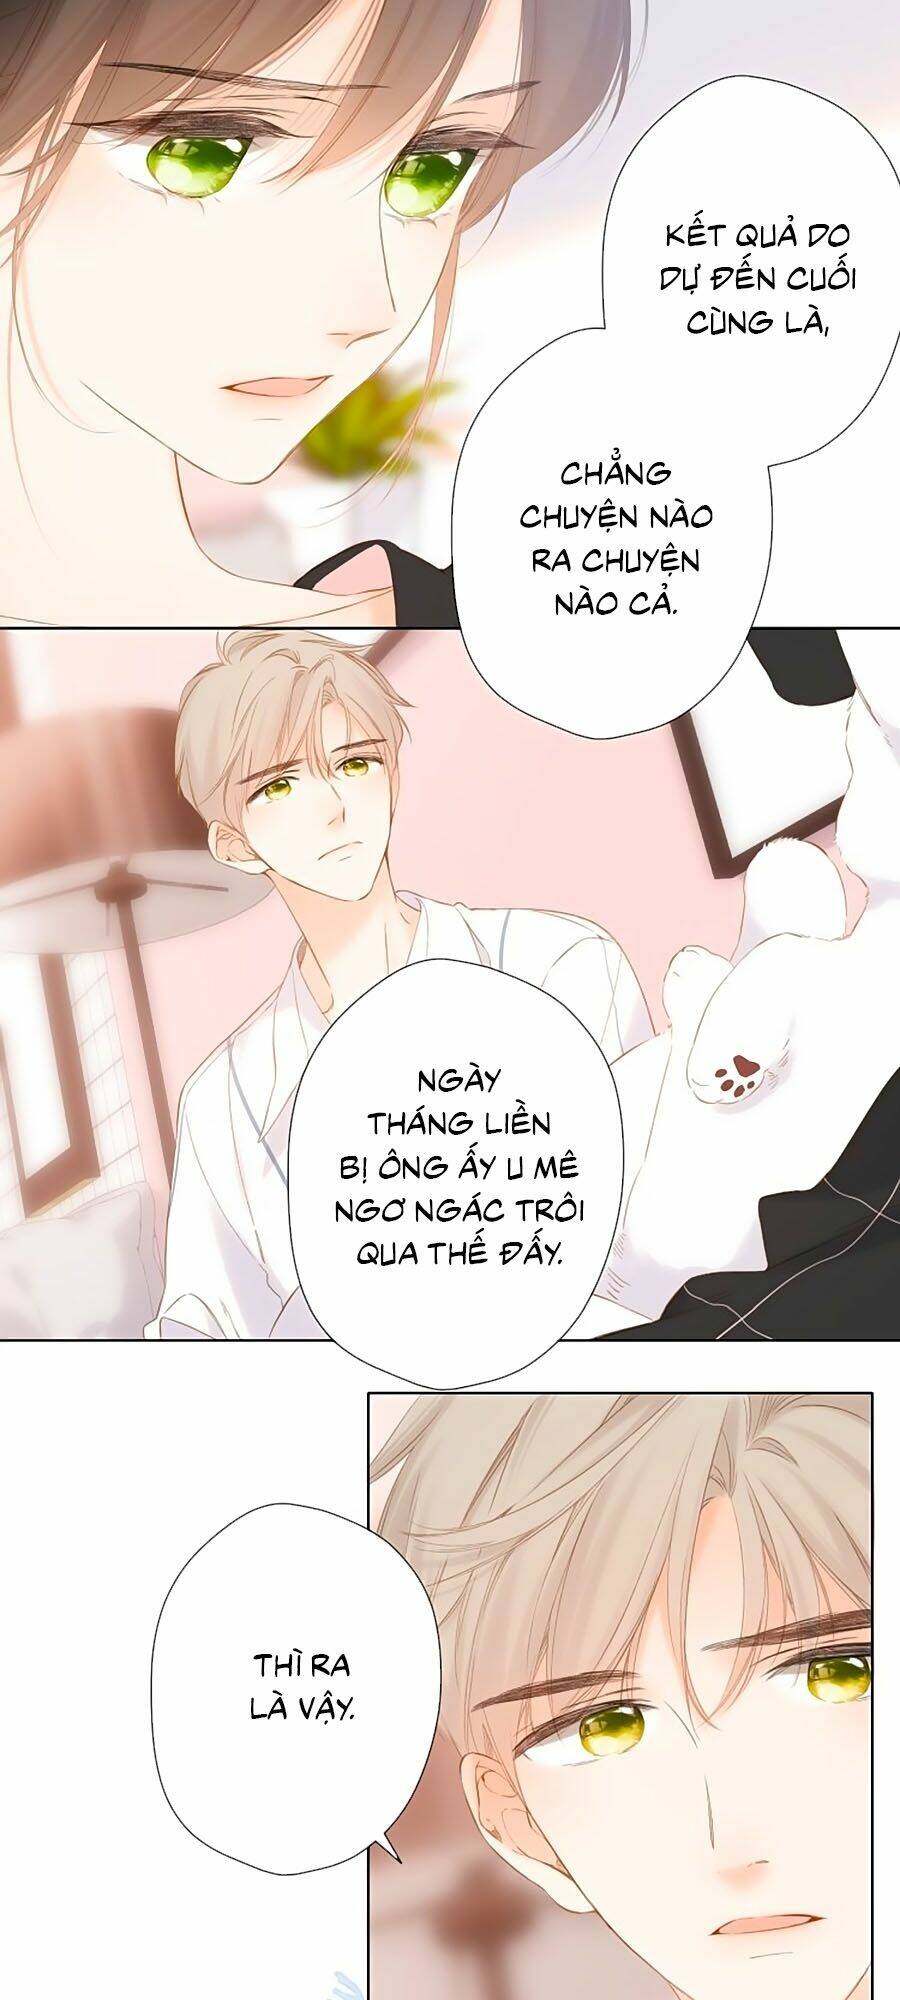 KẾT QUẢ DO
DỰ ĐẾN CUỐI
CÙNG LÀ,
CHẲNG
CHUYỆN NÀO
RA CHUYỆN
NÀO CẢ.
NGÀY
THÁNG LIỀN
BỊ ÔNG ẤY U MÊ
NGƠ NGÁC TRÔI
QUA THẾ ĐẤY.
THÌ RA
LÀ VẬY.